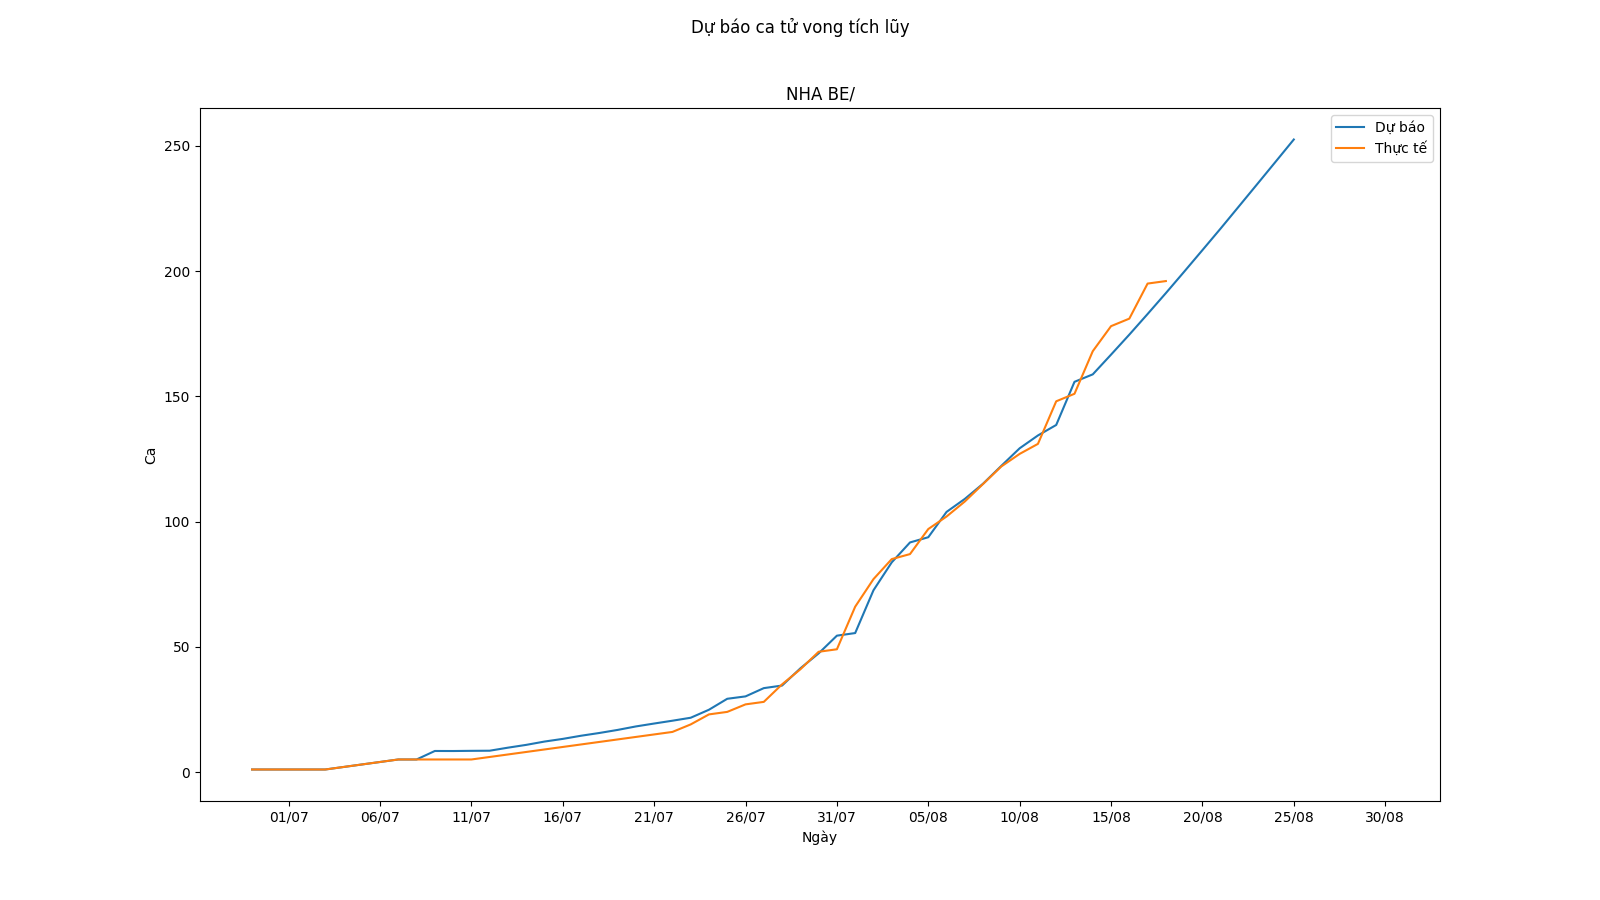 Dự báo ca tử vong tích lũy
NHA BE/
Dự báo
Thực tế
250
200
150
100
50
0
Ca
01/07 06/07 11/07 16/07 21/07 26/07 31/07 05/08 10/08 15/08 20/08 25/08 30/08
Ngày